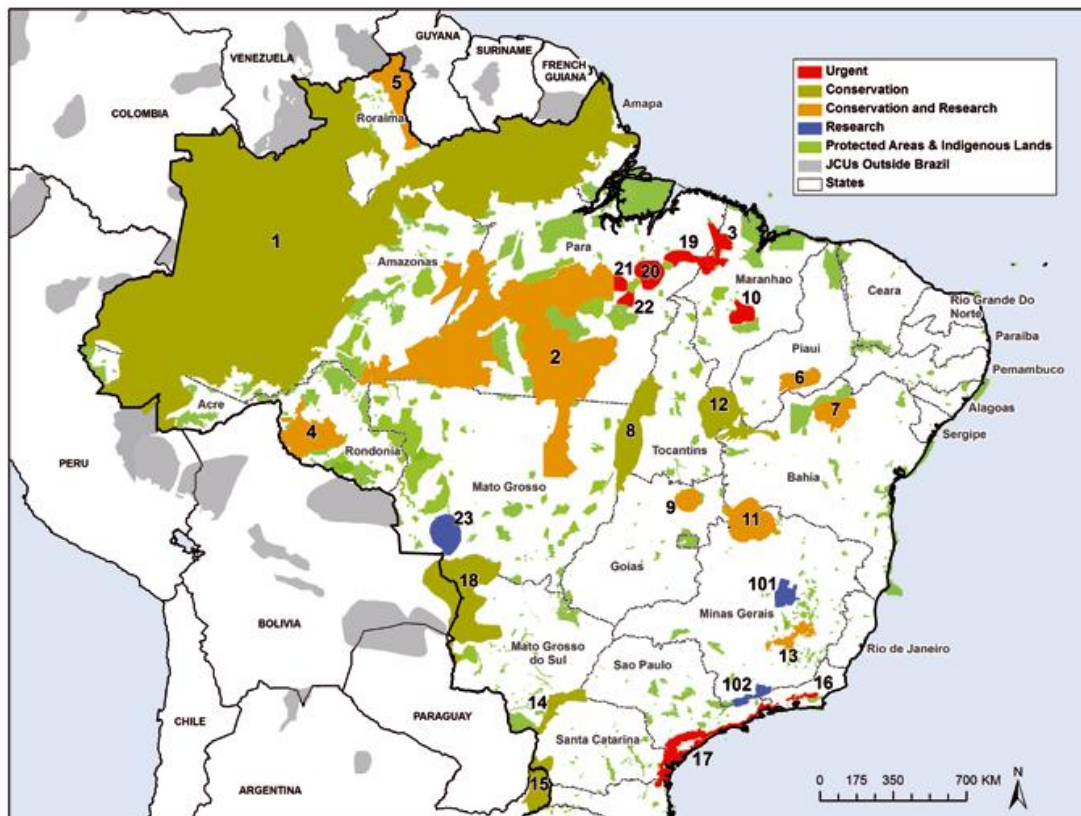 GUYANA
SURINAME
FRENCH
GUIANA
VENEZUELA
COLOMBIA
5
Roraima
Amapa
Urgent
Conservation
Conservation and Research
Research
Protected Areas & Indigenous Lands
JCUs Outside Brazil
States
1
Amazonas
Para
19
3
21
20
22
Maranhao
10
Ceara
Rio Grande Do
Norte
Paraiba
Piaui
6
Pemambuco
2
Acre
4
Rondonia
8
12
7
Alagoas
Sergipe
PERU
Mato Grosso
Tocantins
Bahia
9
11
23
18
Goias
101
Minas Gerais
BOLIVIA
Mato Grosso
do Sul
Sao Paulo
13
Rio de Janeiro
102
16
14
CHILE
PARAGUAY
Santa Catarina
17
15
ARGENTINA
0 175 350 700 KM
N